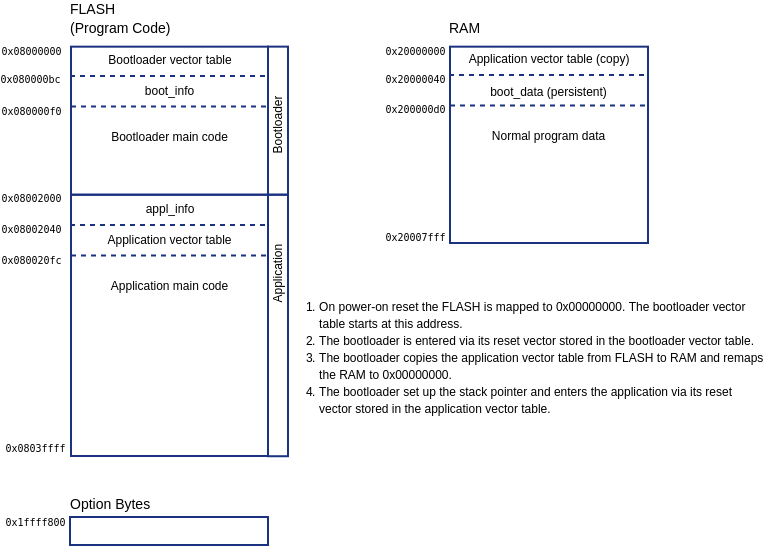 FLASH
(Program Code)
0x08000000
Bootloader vector table
0x080000bc
boot_info
0x080000f0
Bootloader main code
Bootloader
0x08002000
appl_info
0x08002040
Application vector table
0x080020fc
Application main code
Application
0x0803ffff
Option Bytes
0x1ffff800
RAM
0x20000000
Application vector table (copy)
0x20000040
boot_data (persistent)
0x200000d0
Normal program data
0x20007fff
1. On power-on reset the FLASH is mapped to 0x00000000. The bootloader vector
table starts at this address.
2. The bootloader is entered via its reset vector stored in the bootloader vector table.
3. The bootloader copies the application vector table from FLASH to RAM and remaps
the RAM to 0x00000000.
4. The bootloader set up the stack pointer and enters the application via its reset
vector stored in the application vector table.